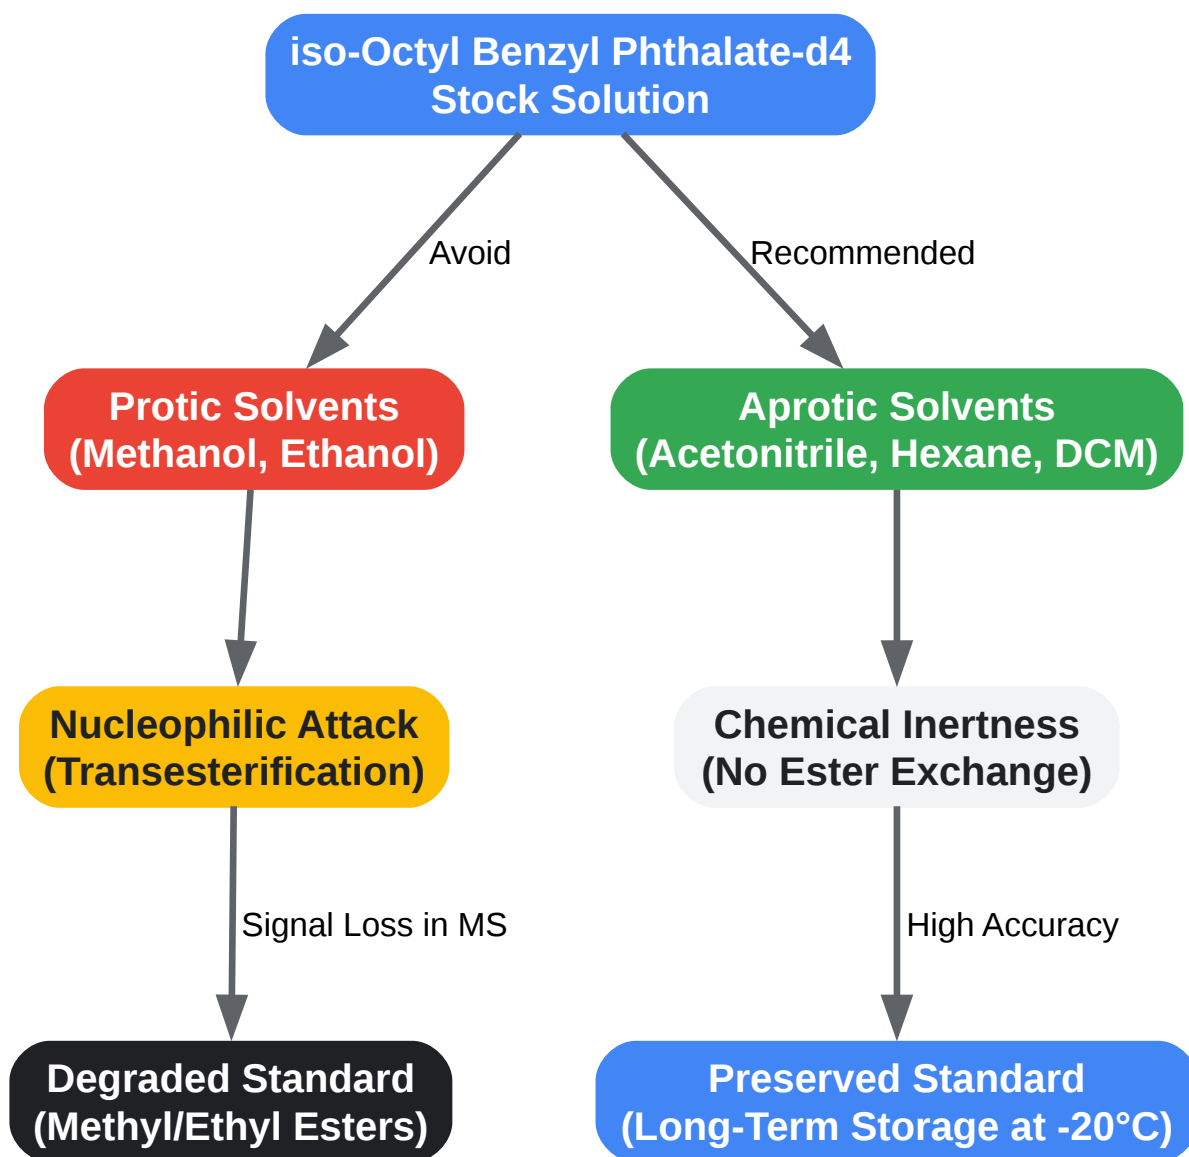 iso-Octyl Benzyl Phthalate-d4
Stock Solution
Avoid
Recommended
Protic Solvents
(Methanol, Ethanol)
Aprotic Solvents
(Acetonitrile, Hexane, DCM)
Nucleophilic Attack
(Transesterification)
Chemical Inertness
(No Ester Exchange)
Signal Loss in MS
High Accuracy
Degraded Standard
(Methyl/Ethyl Esters)
Preserved Standard
(Long-Term Storage at -20°C)